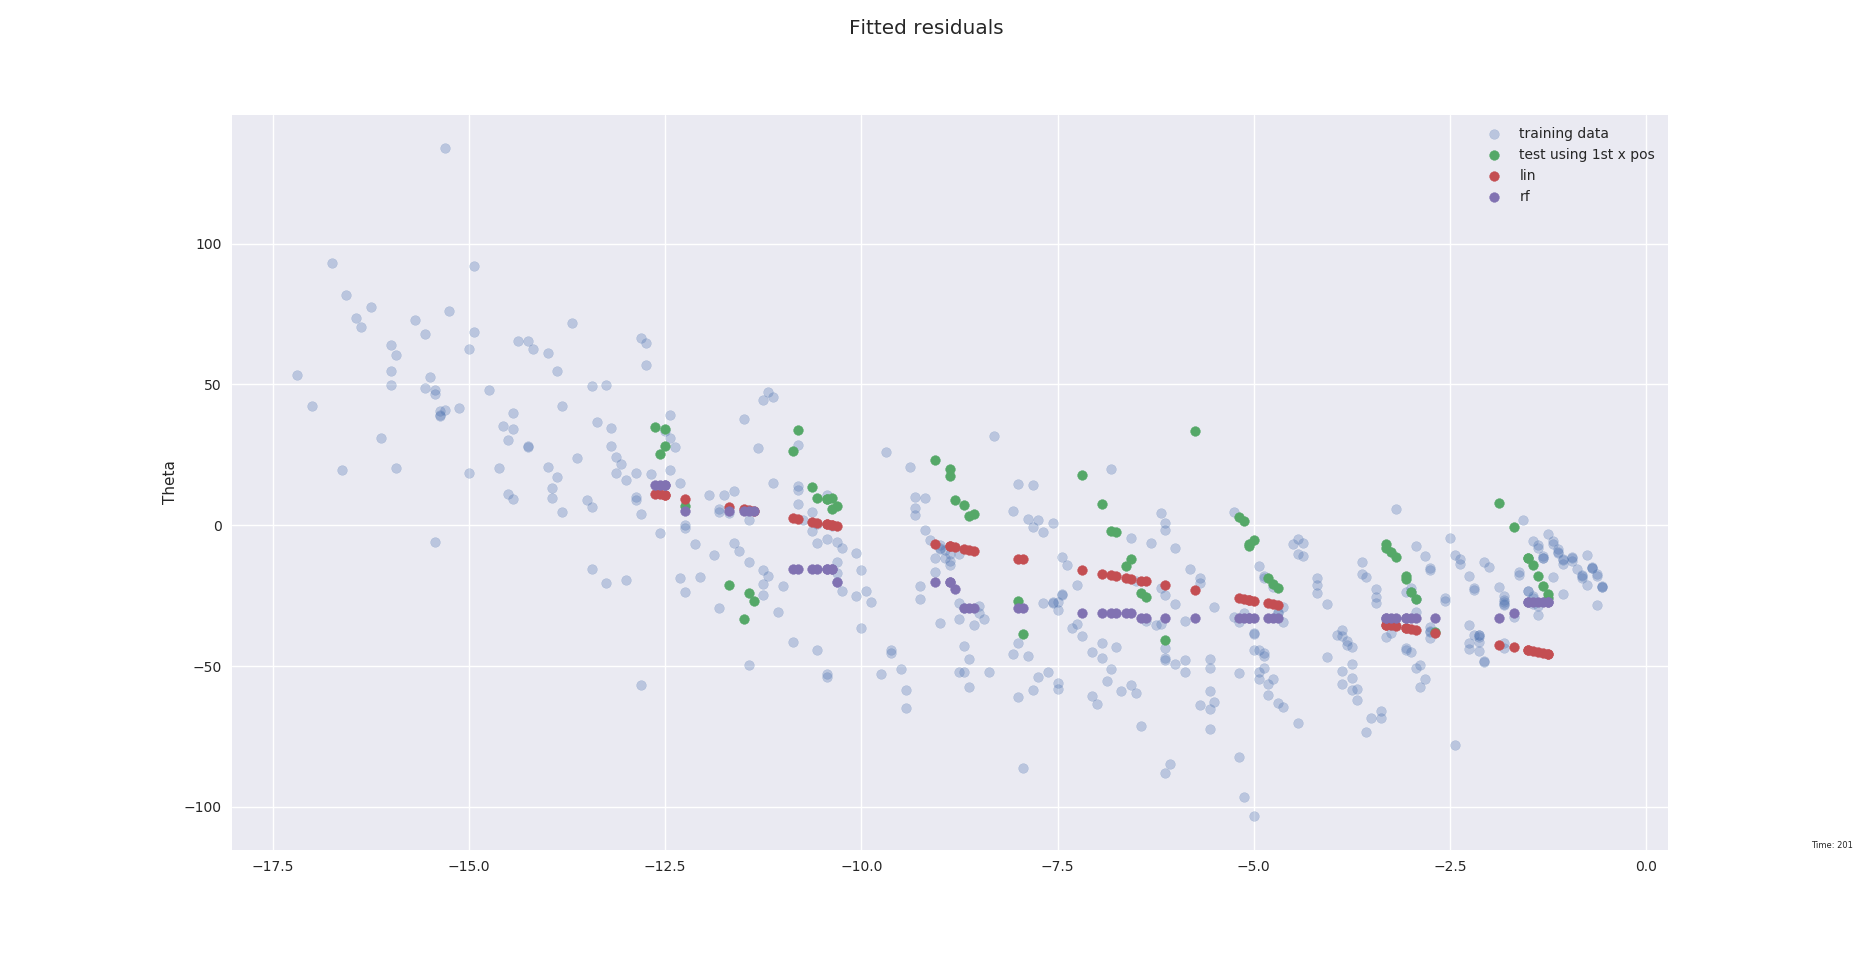 Fitted residuals
training data
test using 1st x pos
lin
rf
100
50
0
−50
−100
Theta
−17.5 −15.0 −12.5 −10.0 −7.5 −5.0 −2.5 0.0
Time: 201